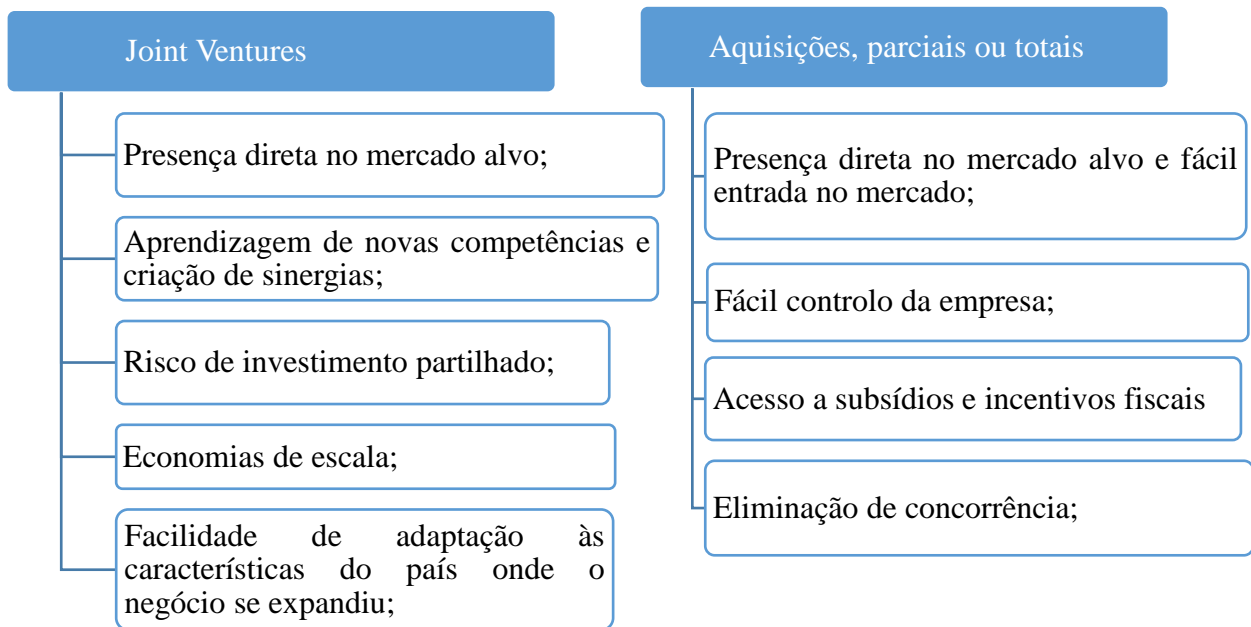 Joint Ventures
Presença direta no mercado alvo;
Aprendizagem de novas competências e
criação de sinergias;
Risco de investimento partilhado;
Economias de escala;
Facilidade de adaptação às
características do país onde o
negócio se expandiu;
Aquisições, parciais ou totais
Presença direta no mercado alvo e fácil
entrada no mercado;
Fácil controlo da empresa;
Acesso a subsídios e incentivos fiscais
Eliminação de concorrência;